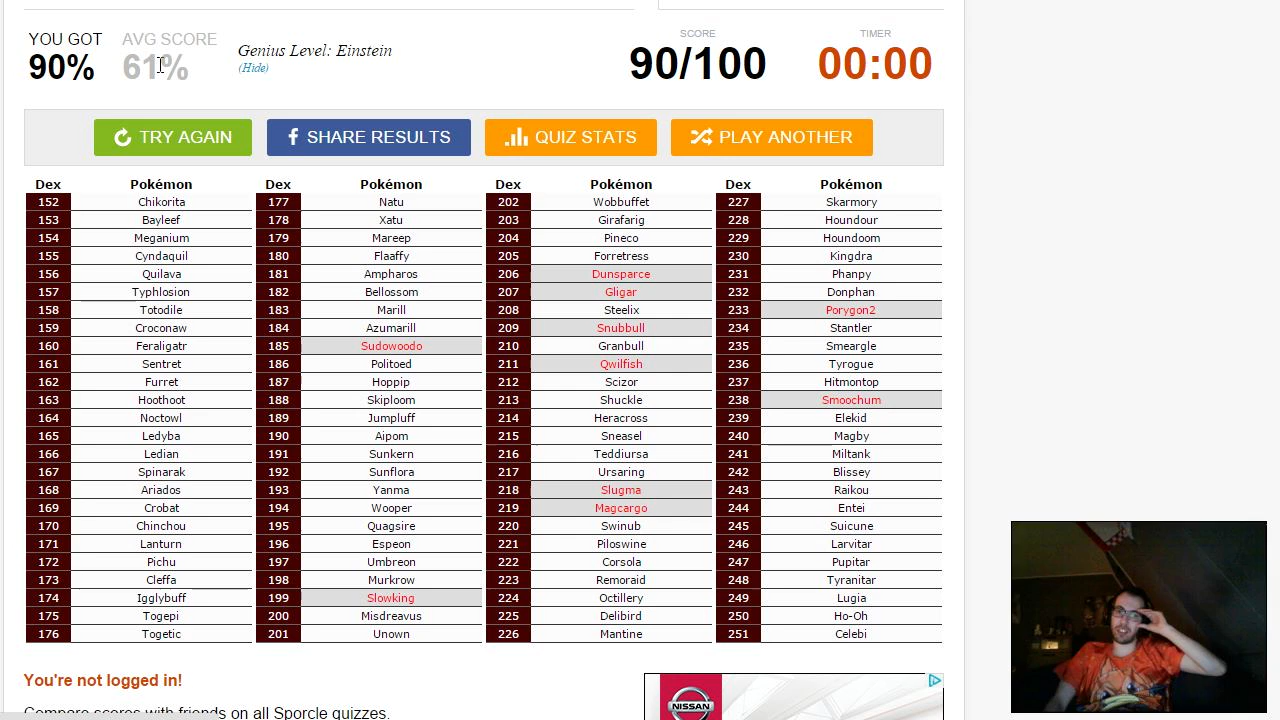 YOU GOT AVG SCORE
90% 61%
Genius Level: Einstein
(Hide)
SCORE
90/100
TIMER
00:00
TRY AGAIN
SHARE RESULTS
QUIZ STATS
PLAY ANOTHER
Dex Pokémon Dex Pokémon Dex Pokémon Dex Pokémon
152 Chikorita 177 Natu 202 Wobbuffet 227 Skarmory
153 Bayleef 178 Xatu 203 Girafarig 228 Houndour
154 Meganium 179 Mareep 204 Pineco 229 Houndoom
155 Cyndaquil 180 Flaaffy 205 Forretress 230 Kingdra
156 Quilava 181 Ampharos 206 Dunsparce 231 Phanpy
157 Typhlosion 182 Bellossom 207 Gligar 232 Donphan
158 Totodile 183 Marill 208 Steelix 233 Porygon2
159 Croconaw 184 Azumarill 209 Snubbull 234 Stantler
160 Feraligatr 185 Sudowoodo 210 Granbull 235 Smeargle
161 Sentret 186 Politoed 211 Qwilfish 236 Tyrogue
162 Furret 187 Hoppip 212 Scizor 237 Hitmontop
163 Hoothoot 188 Skiploom 213 Shuckle 238 Smoochum
164 Noctowl 189 Jumpluff 214 Heracross 239 Elekid
165 Ledyba 190 Aipom 215 Sneasel 240 Magby
166 Ledian 191 Sunkern 216 Teddiursa 241 Miltank
167 Spinarak 192 Sunflora 217 Ursaring 242 Blissey
168 Ariados 193 Yanma 218 Slugma 243 Raikou
169 Crobat 194 Wooper 219 Magcargo 244 Entei
170 Chinchou 195 Quagsire 220 Swinub 245 Suicune
171 Lanturn 196 Espeon 221 Piloswine 246 Larvitar
172 Pichu 197 Umbreon 222 Corsola 247 Pupitar
173 Cleffa 198 Murkrow 223 Remoraid 248 Tyranitar
174 Igglybuff 199 Slowking 224 Octillery 249 Lugia
175 Togepi 200 Misdreavus 225 Delibird 250 Ho-Oh
176 Togetic 201 Unown 226 Mantine 251 Celebi
You're not logged in!
Compare scores with friends on all Sporcle quizzes.
NISSAN